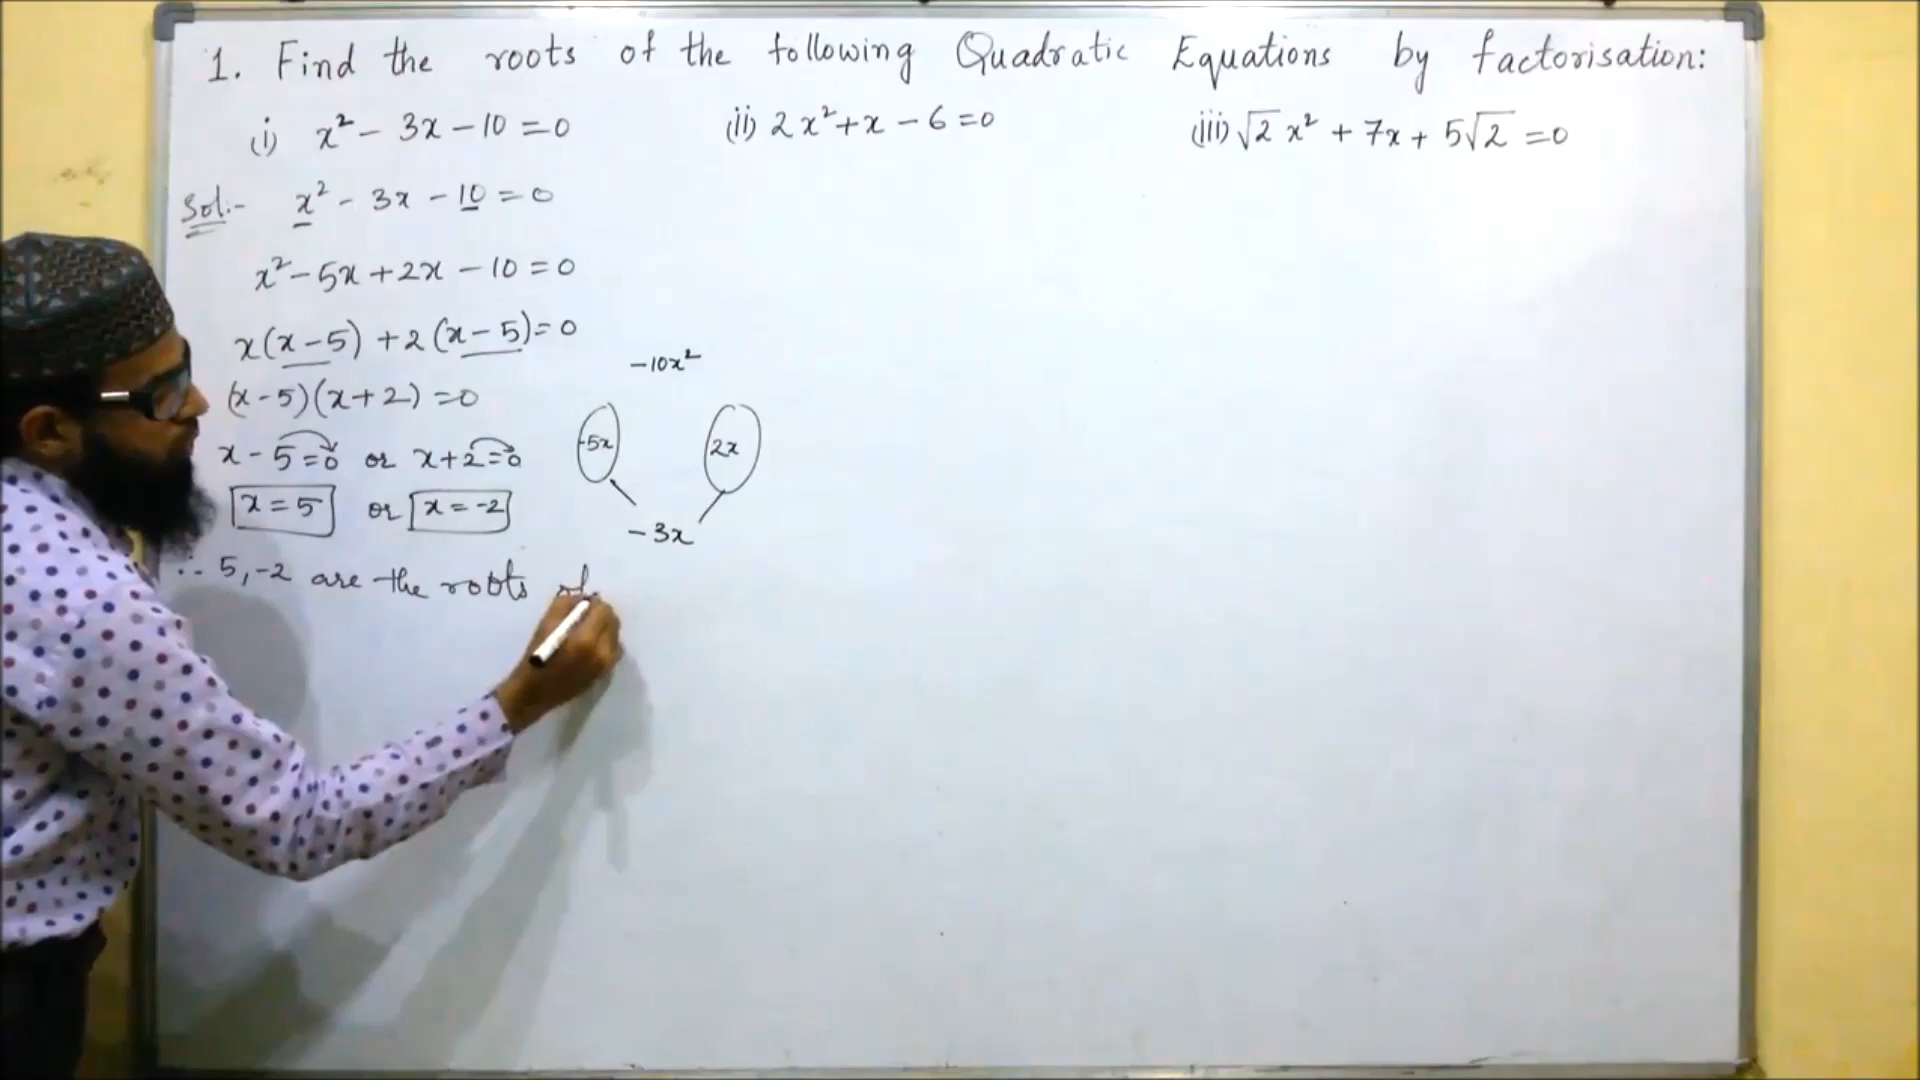 1. Find the roots of the following Quadratic Equations by factorisation:
(i) x² - 3x - 10 = 0 (ii) 2x² + x - 6 = 0 (iii) √2 x² + 7x + 5√2 = 0
Sol:- x² - 3x - 10 = 0
x² - 5x + 2x - 10 = 0
x(x - 5) + 2(x - 5) = 0
(x - 5)(x + 2) = 0
x - 5 = 0 or x + 2 = 0
x = 5 or x = -2
∴ 5, -2 are the roots of
-10x²
-5x 2x
-3x